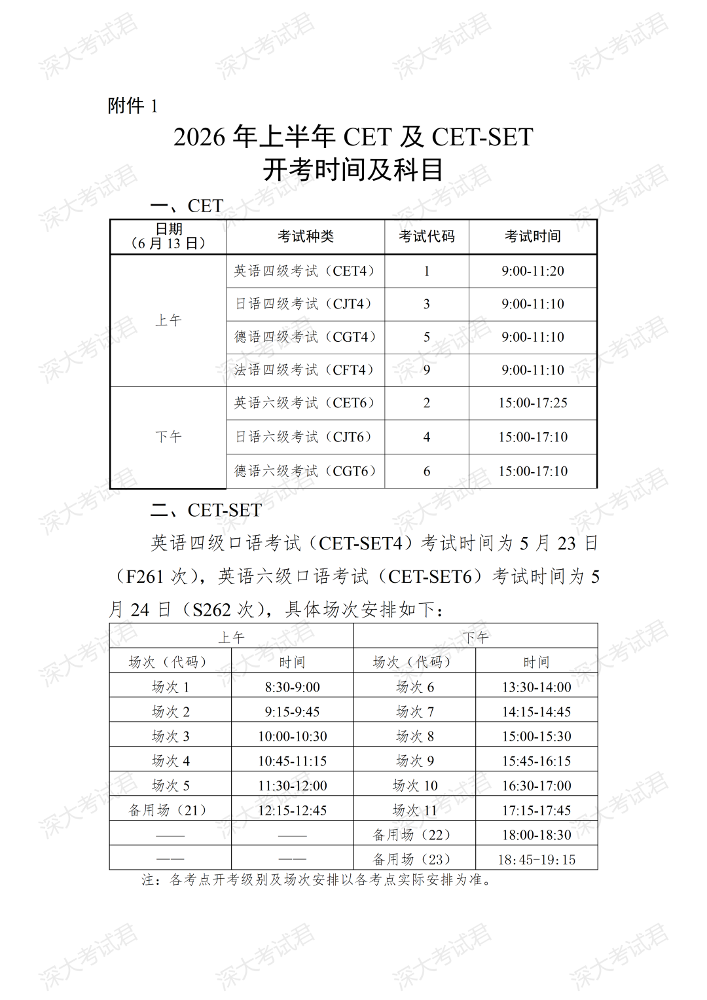 附件 1
2026 年上半年 CET 及 CET-SET
开考时间及科目
一、CET
日期
（6 月 13 日） 考试种类 考试代码 考试时间
上午
英语四级考试（CET4） 1 9:00-11:20
日语四级考试（CJT4） 3 9:00-11:10
德语四级考试（CGT4） 5 9:00-11:10
法语四级考试（CFT4） 9 9:00-11:10
下午
英语六级考试（CET6） 2 15:00-17:25
日语六级考试（CJT6） 4 15:00-17:10
德语六级考试（CGT6） 6 15:00-17:10
二、CET-SET
英语四级口语考试（CET-SET4）考试时间为 5 月 23 日
（F261 次），英语六级口语考试（CET-SET6）考试时间为 5
月 24 日（S262 次），具体场次安排如下：
上午 下午
场次（代码） 时间 场次（代码） 时间
场次 1 8:30-9:00 场次 6 13:30-14:00
场次 2 9:15-9:45 场次 7 14:15-14:45
场次 3 10:00-10:30 场次 8 15:00-15:30
场次 4 10:45-11:15 场次 9 15:45-16:15
场次 5 11:30-12:00 场次 10 16:30-17:00
备用场（21） 12:15-12:45 场次 11 17:15-17:45
—— —— 备用场（22） 18:00-18:30
—— —— 备用场（23） 18:45-19:15
注：各考点开考级别及场次安排以各考点实际安排为准。
深大考试君